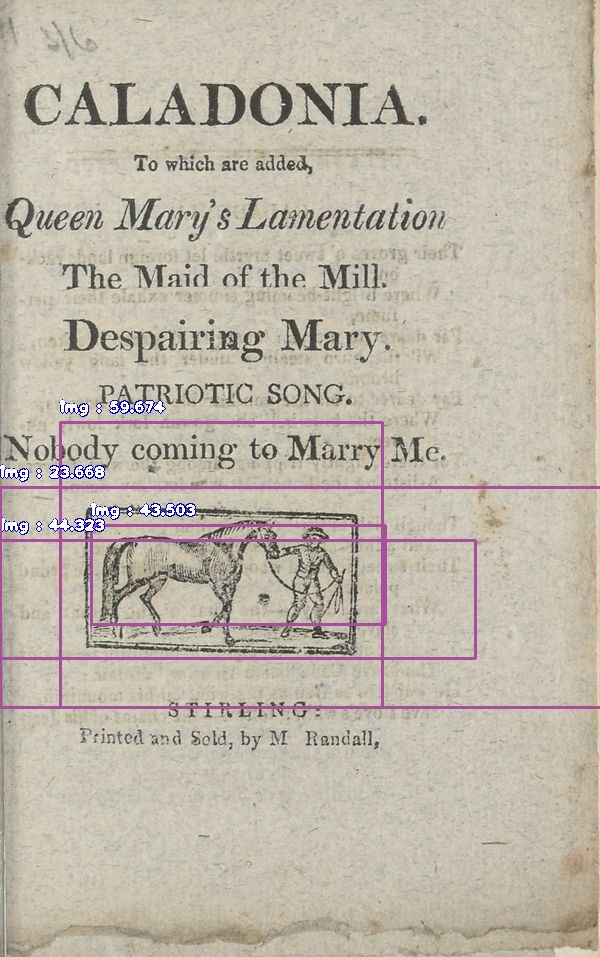 CALADONIA.
To which are added,
Queen Mary's Lamentation
The Maid of the Mill.
Despairing Mary.
PATRIOTIC SONG.
img : 59.674
Nobody coming to Marry Me.
img : 23.668
img : 43.503
img : 44.323
STIRLING:
Printed and Sold, by M Randall,